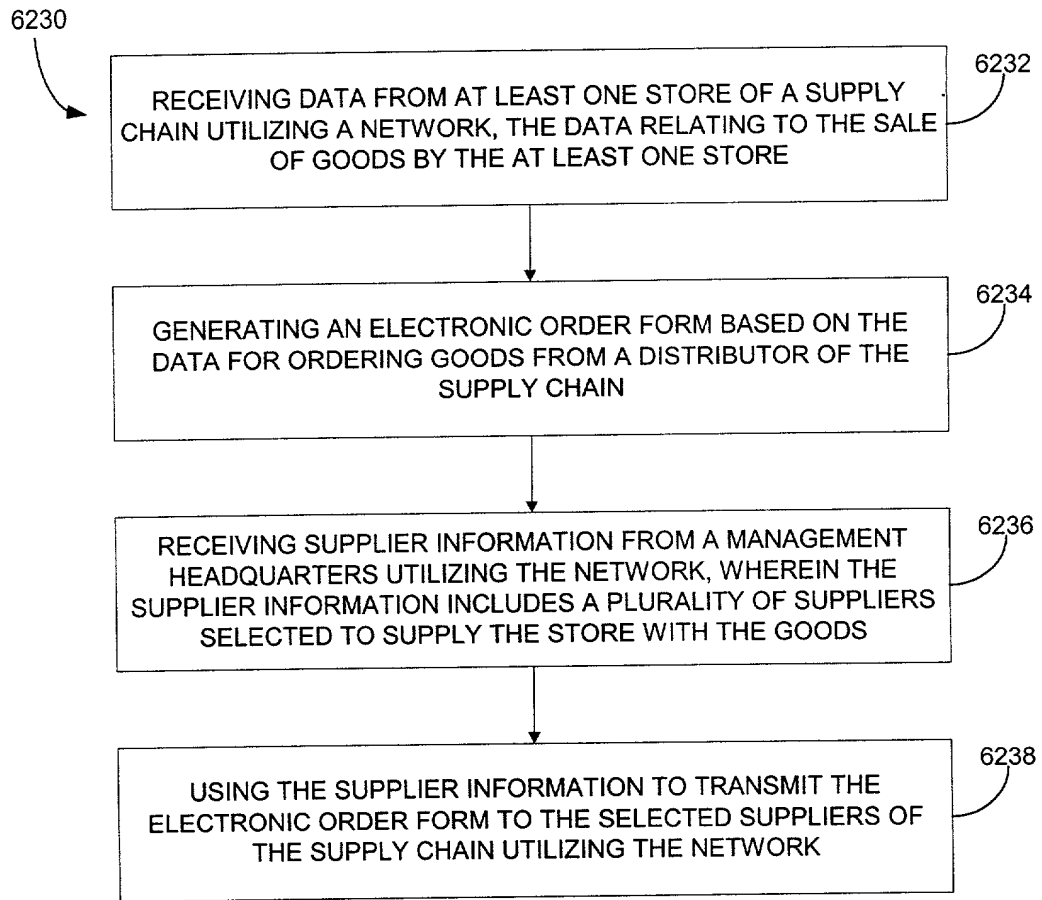 6230
6232
RECEIVING DATA FROM AT LEAST ONE STORE OF A SUPPLY
CHAIN UTILIZING A NETWORK, THE DATA RELATING TO THE SALE
OF GOODS BY THE AT LEAST ONE STORE
6234
GENERATING AN ELECTRONIC ORDER FORM BASED ON THE
DATA FOR ORDERING GOODS FROM A DISTRIBUTOR OF THE
SUPPLY CHAIN
6236
RECEIVING SUPPLIER INFORMATION FROM A MANAGEMENT
HEADQUARTERS UTILIZING THE NETWORK, WHEREIN THE
SUPPLIER INFORMATION INCLUDES A PLURALITY OF SUPPLIERS
SELECTED TO SUPPLY THE STORE WITH THE GOODS
6238
USING THE SUPPLIER INFORMATION TO TRANSMIT THE
ELECTRONIC ORDER FORM TO THE SELECTED SUPPLIERS OF
THE SUPPLY CHAIN UTILIZING THE NETWORK